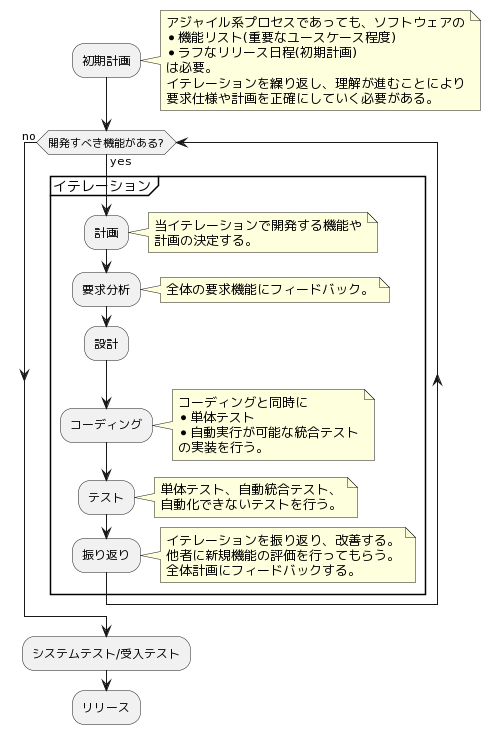 初期計画
アジャイル系プロセスであっても、ソフトウェアの
●機能リスト(重要なユースケース程度)
●ラフなリリース日程(初期計画)
は必要。
イテレーションを繰り返し、理解が進むことにより
要求仕様や計画を正確にしていく必要がある。
no
開発すべき機能がある?
yes
イテレーション
計画
当イテレーションで開発する機能や
計画の決定する。
要求分析
全体の要求機能にフィードバック。
設計
コーディング
コーディングと同時に
●単体テスト
●自動実行が可能な統合テスト
の実装を行う。
テスト
単体テスト、自動統合テスト、
自動化できないテストを行う。
振り返り
イテレーションを振り返り、改善する。
他者に新規機能の評価を行ってもらう。
全体計画にフィードバックする。
システムテスト/受入テスト
リリース